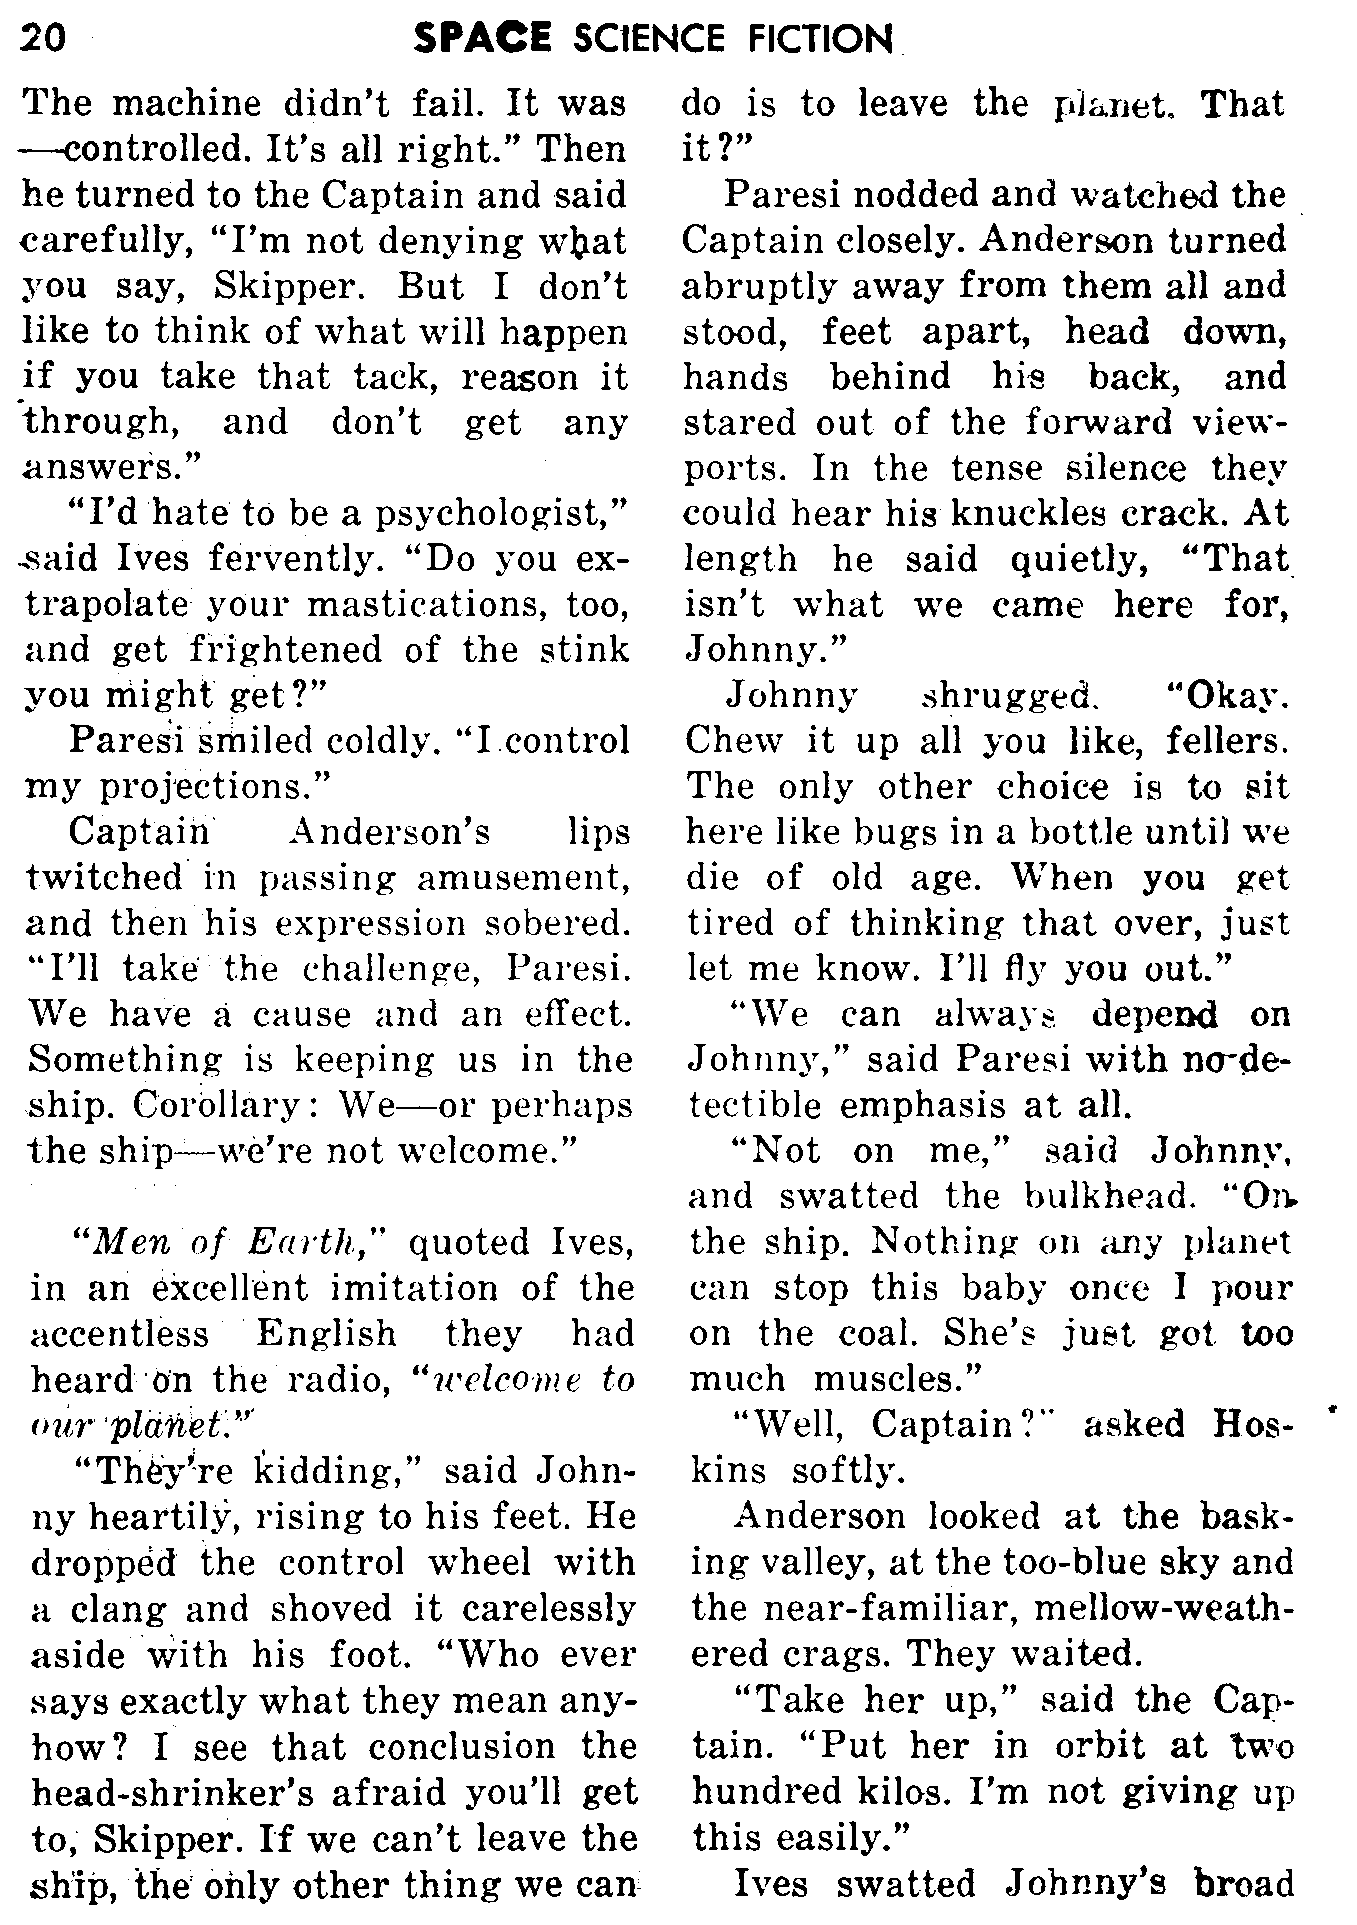 20 SPACE SCIENCE FICTION
The machine didn't fail. It was
—controlled. It's all right." Then
he turned to the Captain and said
carefully, "I'm not denying what
you say, Skipper. But I don't
like to think of what will happen
if you take that tack, reason it
through, and don't get any
answers."
"I'd hate to be a psychologist,"
said Ives fervently. "Do you ex-
trapolate your mastications, too,
and get frightened of the stink
you might get?"
Paresi smiled coldly. "I control
my projections."
Captain Anderson's lips
twitched in passing amusement,
and then his expression sobered.
"I'll take the challenge, Paresi.
We have a cause and an effect.
Something is keeping us in the
ship. Corollary: We—or perhaps
the ship—we're not welcome."
"Men of Earth," quoted Ives,
in an excellent imitation of the
accentless English they had
heard on the radio, "welcome to
our planet."
"They're kidding," said John-
ny heartily, rising to his feet. He
dropped the control wheel with
a clang and shoved it carelessly
aside with his foot. "Who ever
says exactly what they mean any-
how? I see that conclusion the
head-shrinker's afraid you'll get
to, Skipper. If we can't leave the
ship, the only other thing we can
do is to leave the planet. That
it?"
Paresi nodded and watched the
Captain closely. Anderson turned
abruptly away from them all and
stood, feet apart, head down,
hands behind his back, and
stared out of the forward view-
ports. In the tense silence they
could hear his knuckles crack. At
length he said quietly, "That
isn't what we came here for,
Johnny."
Johnny shrugged. "Okay.
Chew it up all you like, fellers.
The only other choice is to sit
here like bugs in a bottle until we
die of old age. When you get
tired of thinking that over, just
let me know. I'll fly you out."
"We can always depend on
Johnny," said Paresi with no de-
tectible emphasis at all.
"Not on me," said Johnny,
and swatted the bulkhead. "On
the ship. Nothing on any planet
can stop this baby once I pour
on the coal. She's just got too
much muscles."
"Well, Captain?" asked Hos-
kins softly.
Anderson looked at the bask-
ing valley, at the too-blue sky and
the near-familiar, mellow-weath-
ered crags. They waited.
"Take her up," said the Cap-
tain. "Put her in orbit at two
hundred kilos. I'm not giving up
this easily."
Ives swatted Johnny's broad